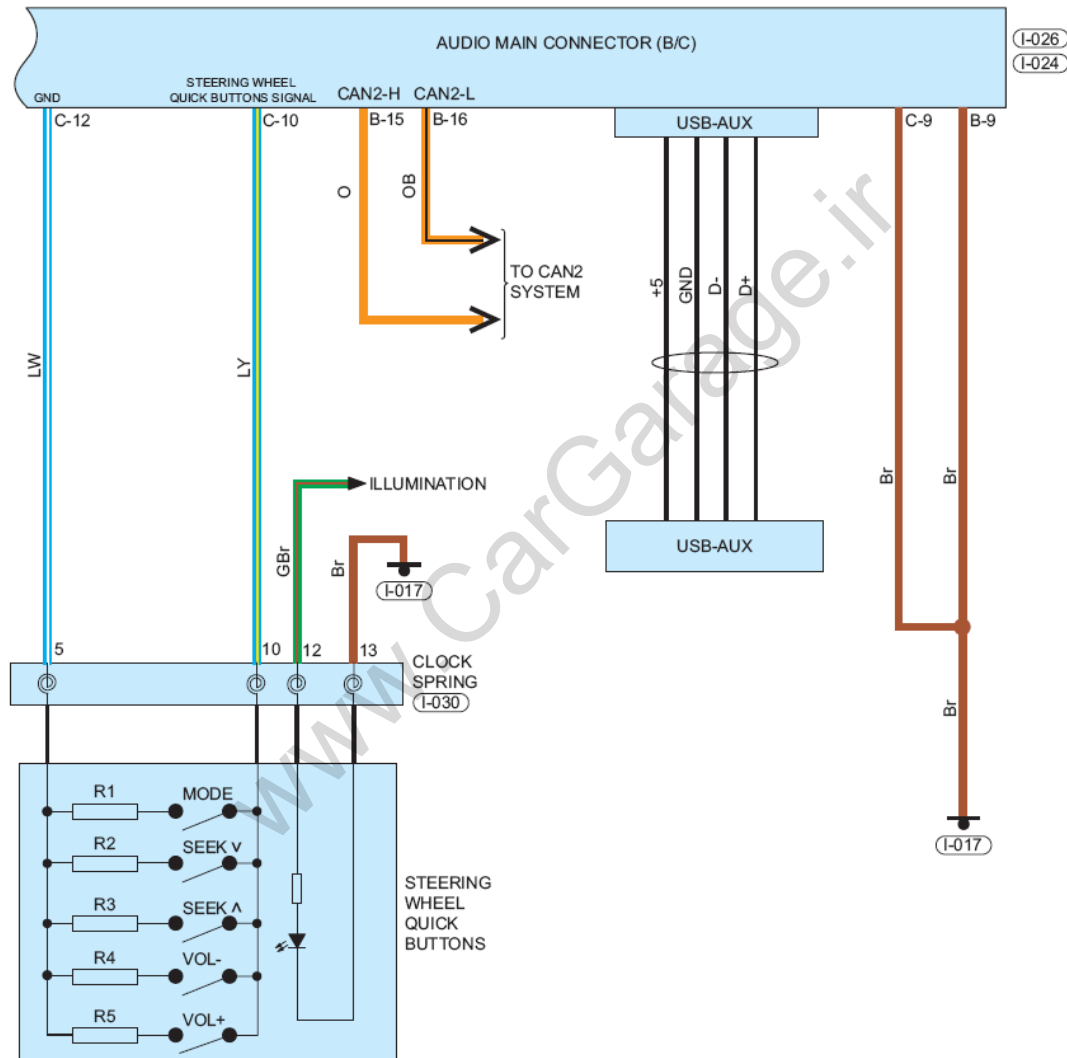 AUDIO MAIN CONNECTOR (B/C)
I-026
I-024
GND
STEERING WHEEL
QUICK BUTTONS SIGNAL
CAN2-H
CAN2-L
C-12
C-10
B-15
B-16
USB-AUX
C-9
B-9
O
OB
TO CAN2
SYSTEM
+5
GND
D-
D+
LW
LY
ILLUMINATION
GBr
Br
I-017
USB-AUX
Br
Br
5
10
12
13
CLOCK
SPRING
I-030
Br
I-017
R1
MODE
R2
SEEK ∨
R3
SEEK ∧
R4
VOL-
R5
VOL+
STEERING
WHEEL
QUICK
BUTTONS
www.CarGarage.ir